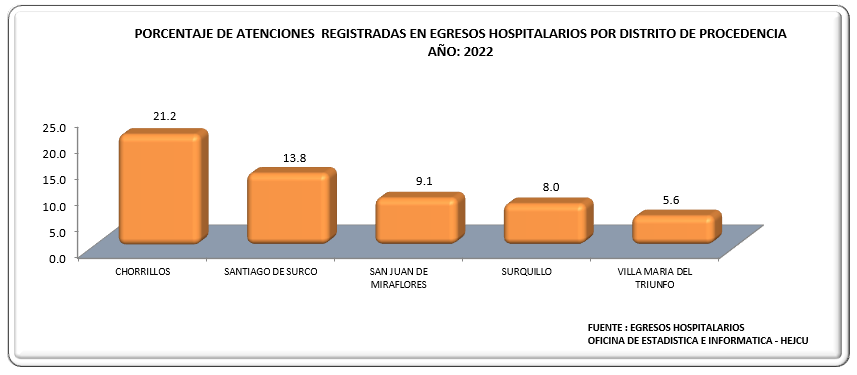 PORCENTAJE DE ATENCIONES REGISTRADAS EN EGRESOS HOSPITALARIOS POR DISTRITO DE PROCEDENCIA
AÑO: 2022
21.2
13.8
9.1
8.0
5.6
25.0
20.0
15.0
10.0
5.0
0.0
CHORRILLOS
SANTIAGO DE SURCO
SAN JUAN DE
MIRAFLORES
SURQUILLO
VILLA MARIA DEL
TRIUNFO
FUENTE : EGRESOS HOSPITALARIOS
OFICINA DE ESTADISTICA E INFORMATICA - HEJCU